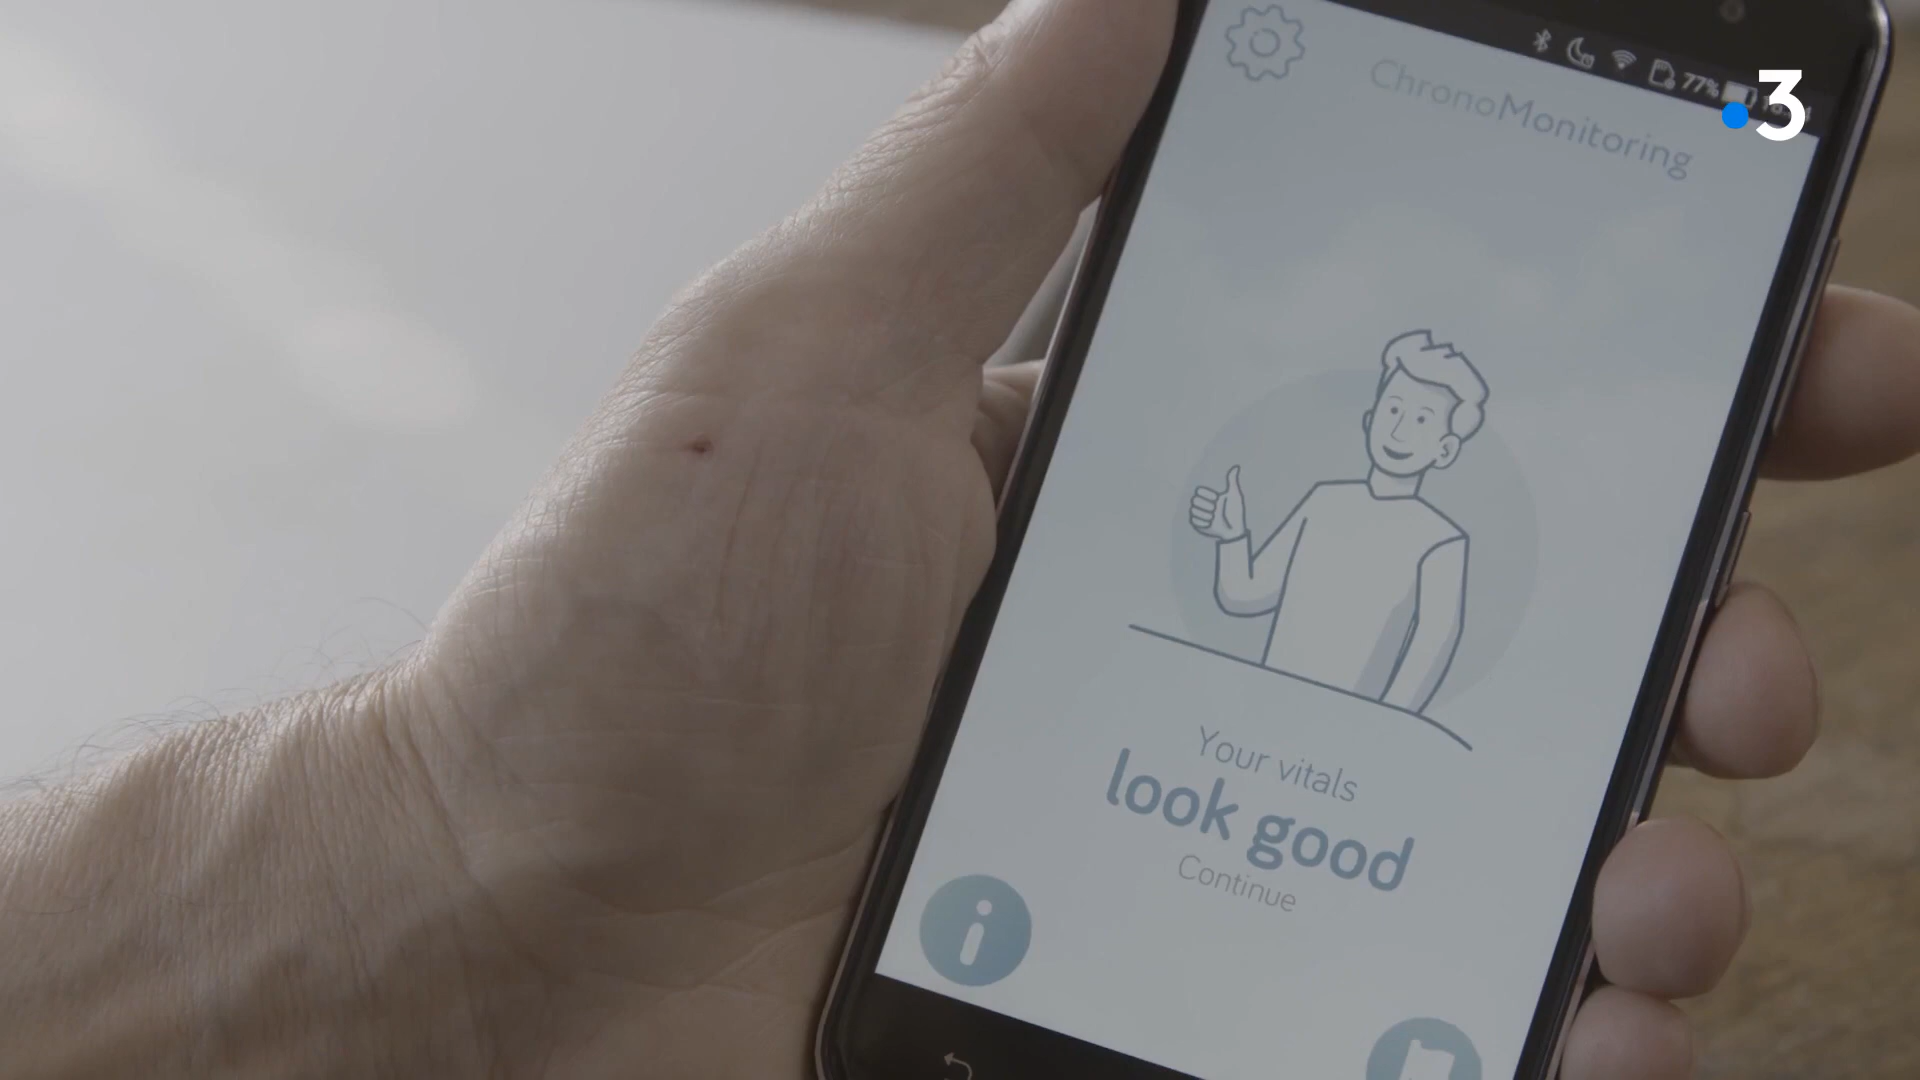 77%
3
ChronoMonitoring
Your vitals
look good
Continue
i